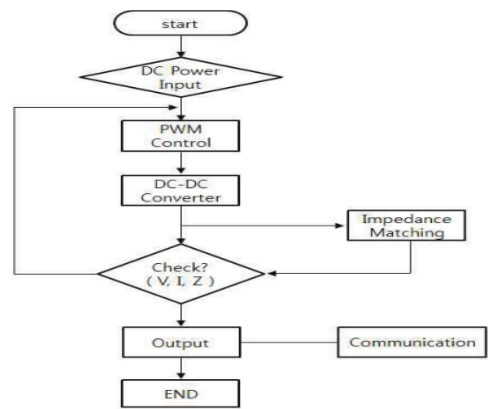 start
DC Power
Input
PWM
Control
DC-DC
Converter
Impedance
Matching
Check?
( V, I, Z )
Output
Communication
END